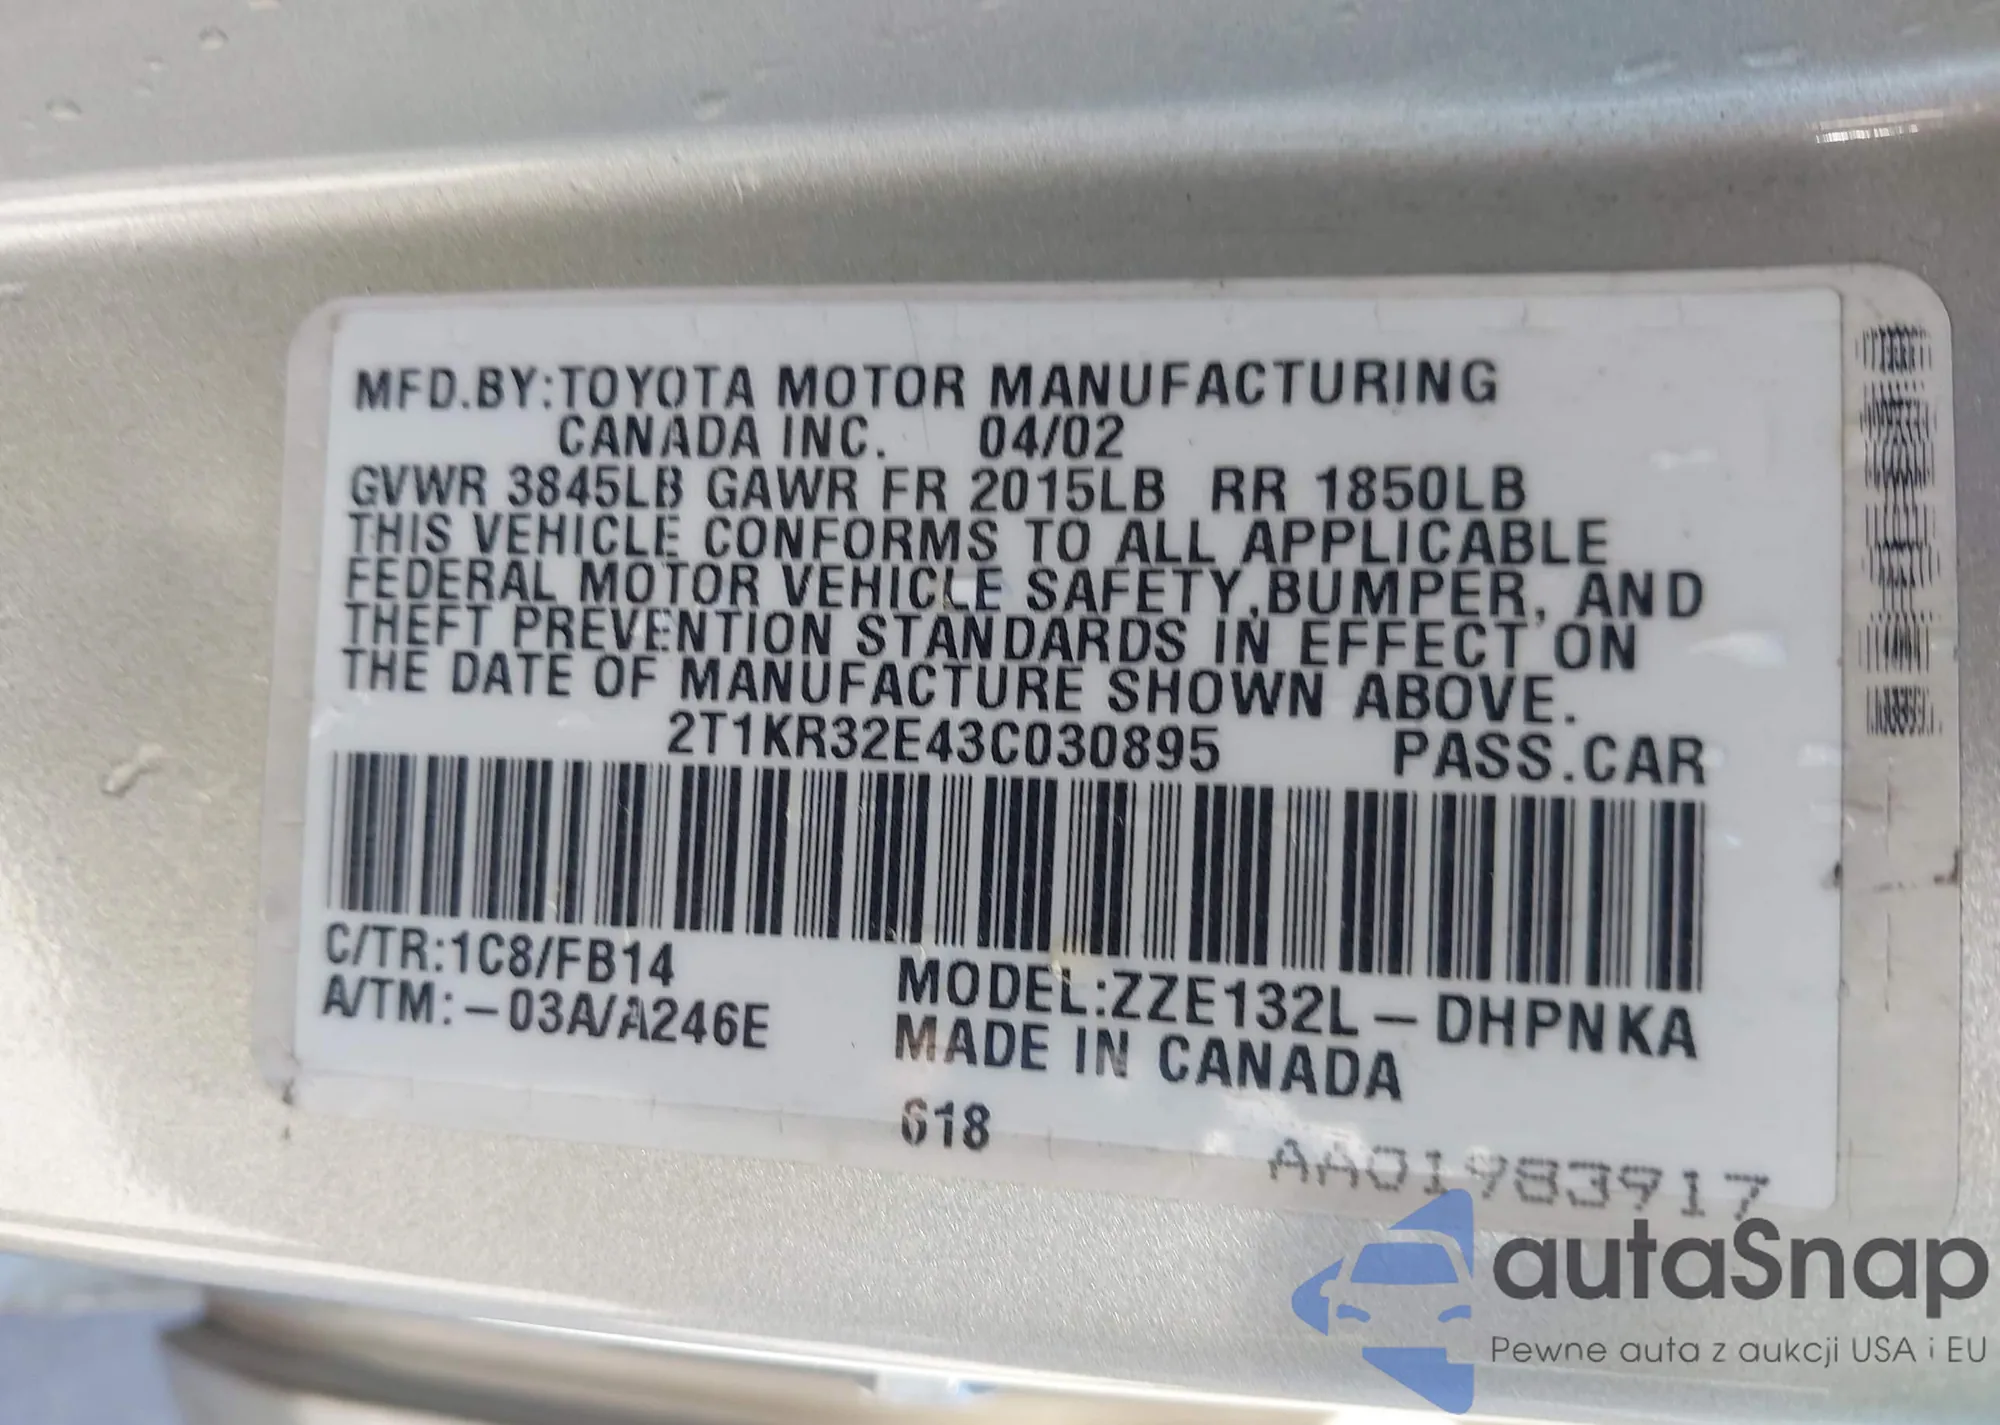 MFD.BY:TOYOTA MOTOR MANUFACTURING
CANADA INC. 04/02
GVWR 3845LB GAWR FR 2015LB RR 1850LB
THIS VEHICLE CONFORMS TO ALL APPLICABLE
FEDERAL MOTOR VEHICLE SAFETY,BUMPER, AND
THEFT PREVENTION STANDARDS IN EFFECT ON
THE DATE OF MANUFACTURE SHOWN ABOVE.
2T1KR32E43C030895 PASS.CAR
C/TR:1C8/FB14
A/TM:-03A/A246E
MODEL:ZZE132L-DHPNKA
MADE IN CANADA
618
AA01983917
autaSnap
Pewne auta z aukcji USA i EU